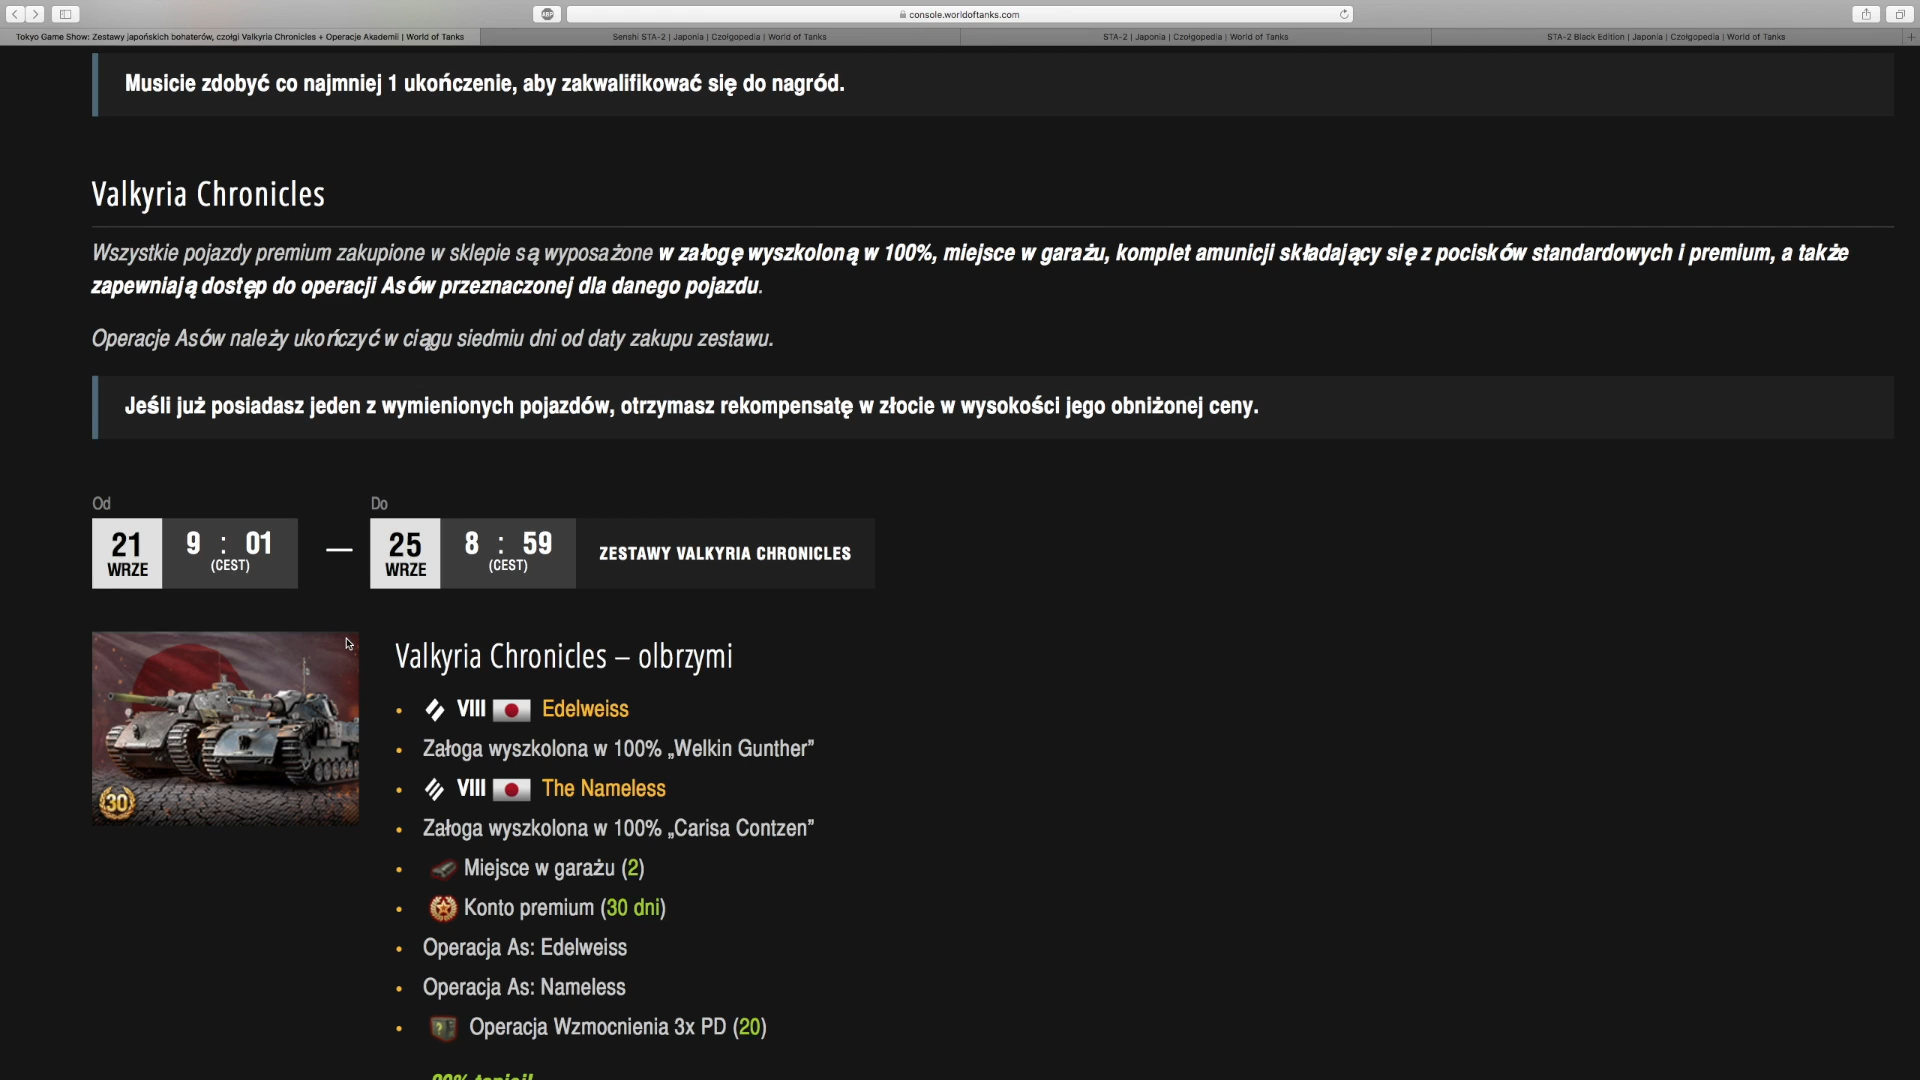 ABP
console.worldoftanks.com
Tokyo Game Show: Zestawy japońskich bohaterów, czołgi Valkyria Chronicles + Operacje Akademii | World of Tanks
Senshi STA-2 | Japonia | Czołgopedia | World of Tanks
STA-2 | Japonia | Czołgopedia | World of Tanks
STA-2 Black Edition | Japonia | Czołgopedia | World of Tanks
Musicie zdobyć co najmniej 1 ukończenie, aby zakwalifikować się do nagród.
Valkyria Chronicles
Wszystkie pojazdy premium zakupione w sklepie są wyposażone w załogę wyszkoloną w 100%, miejsce w garażu, komplet amunicji składający się z pocisków standardowych i premium, a także
zapewniają dostęp do operacji Asów przeznaczonej dla danego pojazdu.
Operacje Asów należy ukończyć w ciągu siedmiu dni od daty zakupu zestawu.
Jeśli już posiadasz jeden z wymienionych pojazdów, otrzymasz rekompensatę w złocie w wysokości jego obniżonej ceny.
Od
21 WRZE 9 : 01 (CEST)
—
Do
25 WRZE 8 : 59 (CEST)
ZESTAWY VALKYRIA CHRONICLES
30
Valkyria Chronicles – olbrzymi
• VIII Edelweiss
• Załoga wyszkolona w 100% „Welkin Gunther”
• VIII The Nameless
• Załoga wyszkolona w 100% „Carisa Contzen”
• Miejsce w garażu (2)
• Konto premium (30 dni)
• Operacja As: Edelweiss
• Operacja As: Nameless
• Operacja Wzmocnienia 3x PD (20)